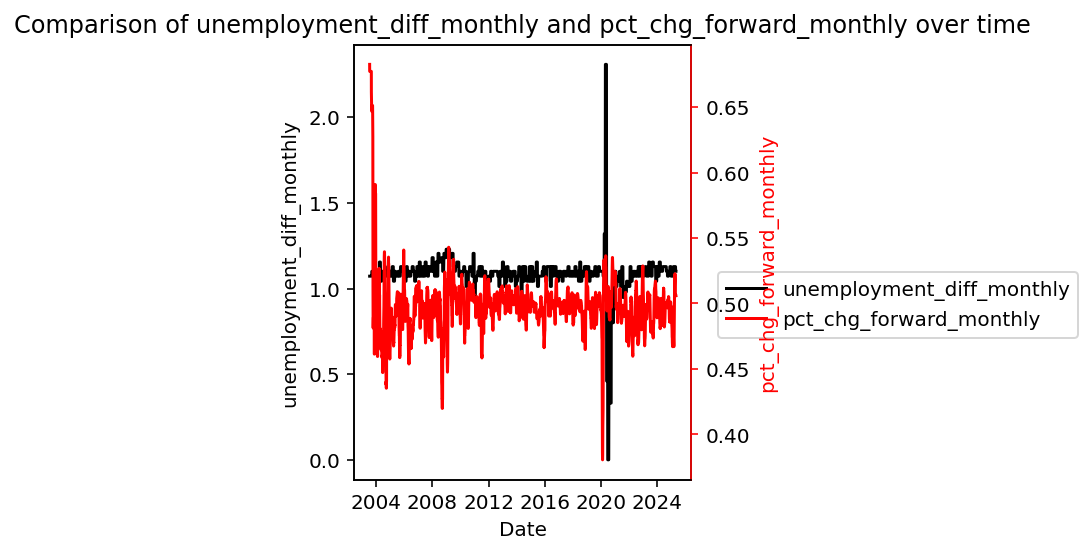 Comparison of unemployment_diff_monthly and pct_chg_forward_monthly over time
unemployment_diff_monthly
2.0
1.5
1.0
0.5
0.0
0.65
0.60
0.55
0.50
0.45
0.40
pct_chg_forward_monthly
unemployment_diff_monthly
pct_chg_forward_monthly
2004 2008 2012 2016 2020 2024
Date